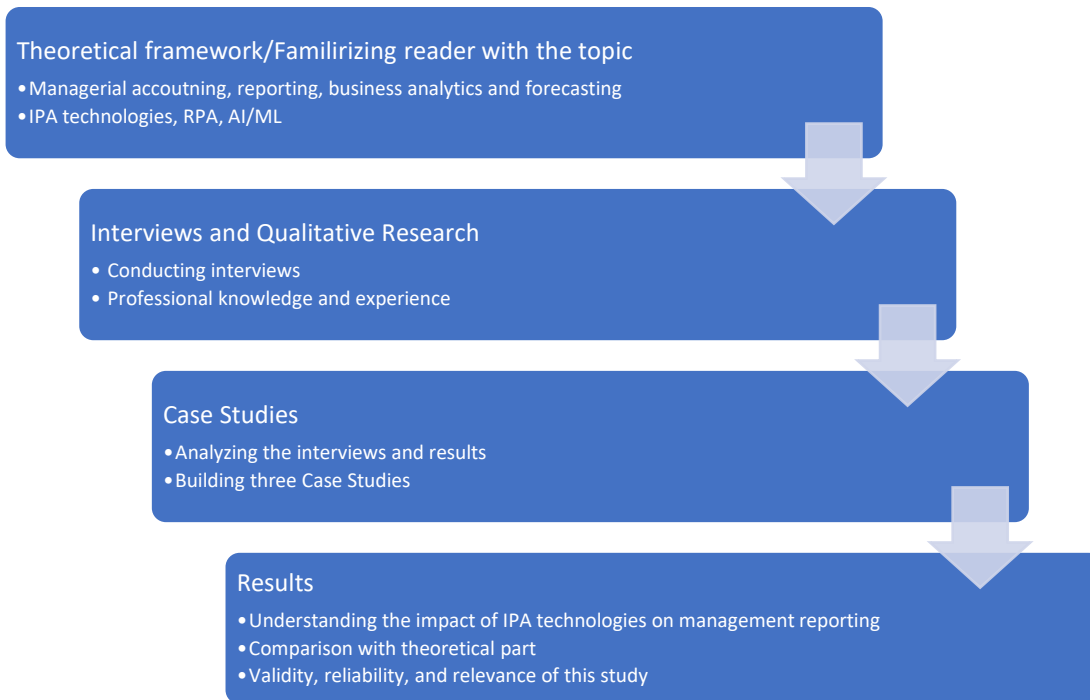 Theoretical framework/Familirizing reader with the topic
•Managerial accoutning, reporting, business analytics and forecasting
•IPA technologies, RPA, AI/ML
Interviews and Qualitative Research
• Conducting interviews
• Professional knowledge and experience
Case Studies
•Analyzing the interviews and results
•Building three Case Studies
Results
•Understanding the impact of IPA technologies on management reporting
•Comparison with theoretical part
•Validity, reliability, and relevance of this study